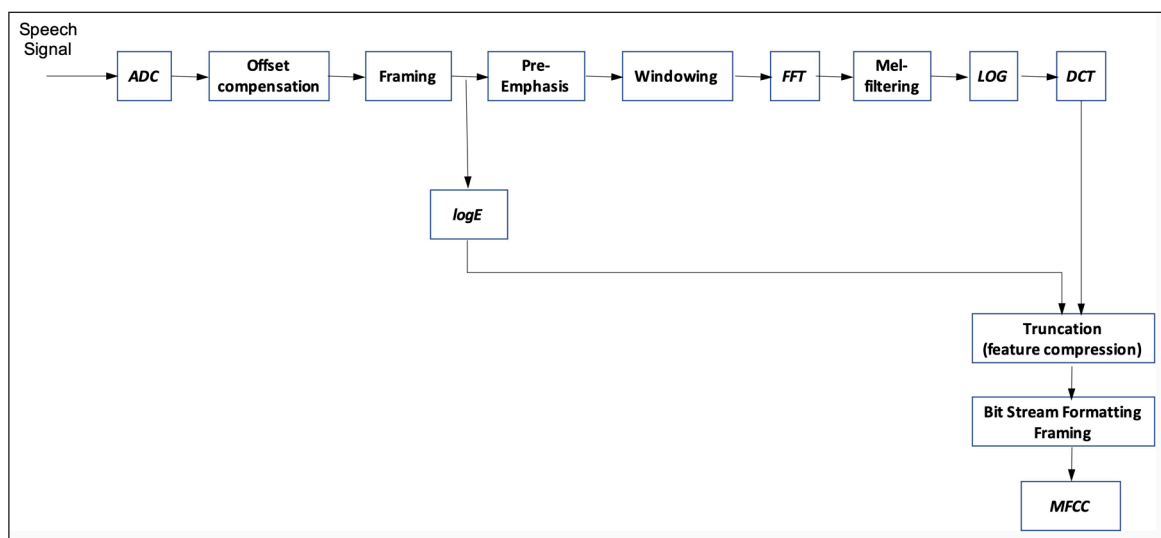 Speech
Signal
ADC
Offset
compensation
Framing
Pre-
Emphasis
Windowing
FFT
Mel-
filtering
LOG
DCT
logE
Truncation
(feature compression)
Bit Stream Formatting
Framing
MFCC